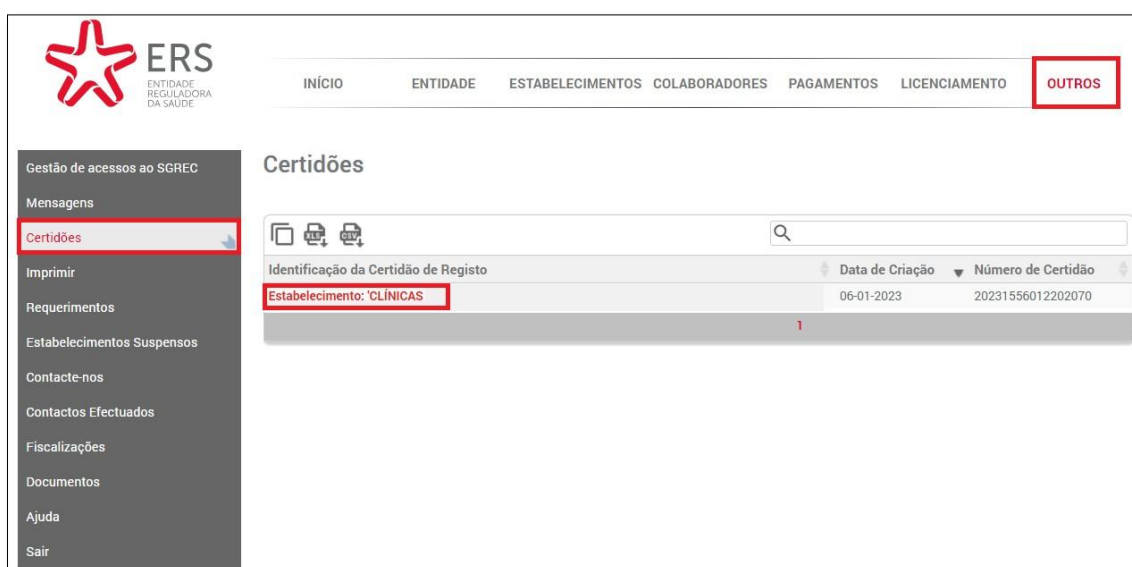 ERS
ENTIDADE
REGULADORA
DA SAÚDE
INÍCIO ENTIDADE ESTABELECIMENTOS COLABORADORES PAGAMENTOS LICENCIAMENTO OUTROS
Gestão de acessos ao SGREC
Mensagens
Certidões
Imprimir
Requerimentos
Estabelecimentos Suspensos
Contacte-nos
Contactos Efectuados
Fiscalizações
Documentos
Ajuda
Sair
Certidões
XLS CSV
Identificação da Certidão de Registo Data de Criação Número de Certidão
Estabelecimento: 'CLÍNICAS 06-01-2023 20231556012202070
1